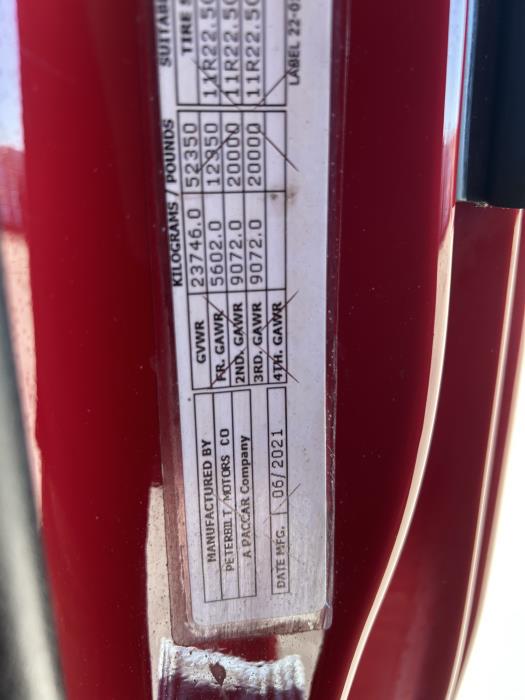 MANUFACTURED BY
PETERBILT MOTORS CO
A PACCAR Company
DATE MFG. 06/2021
KILOGRAMS / POUNDS
GVWR 23746.0 52350
FR. GAWR 5602.0 12350
2ND. GAWR 9072.0 20000
3RD. GAWR 9072.0 20000
4TH. GAWR
TIRE
11R22.5
11R22.5
11R22.5
LABEL 22-0